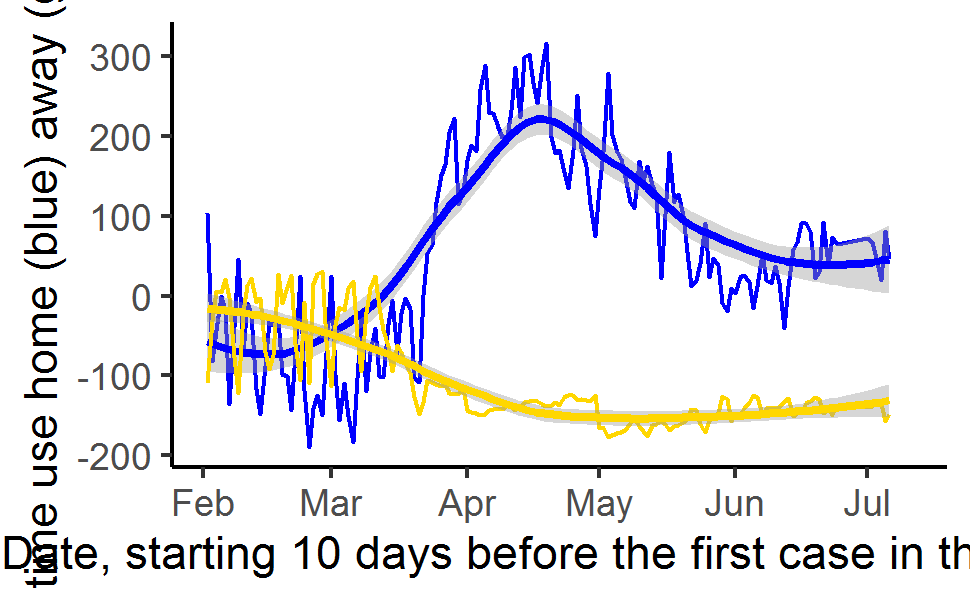 time use home (blue) away (
300
200
100
0
-100
-200
Feb Mar Apr May Jun Jul
Date, starting 10 days before the first case in th